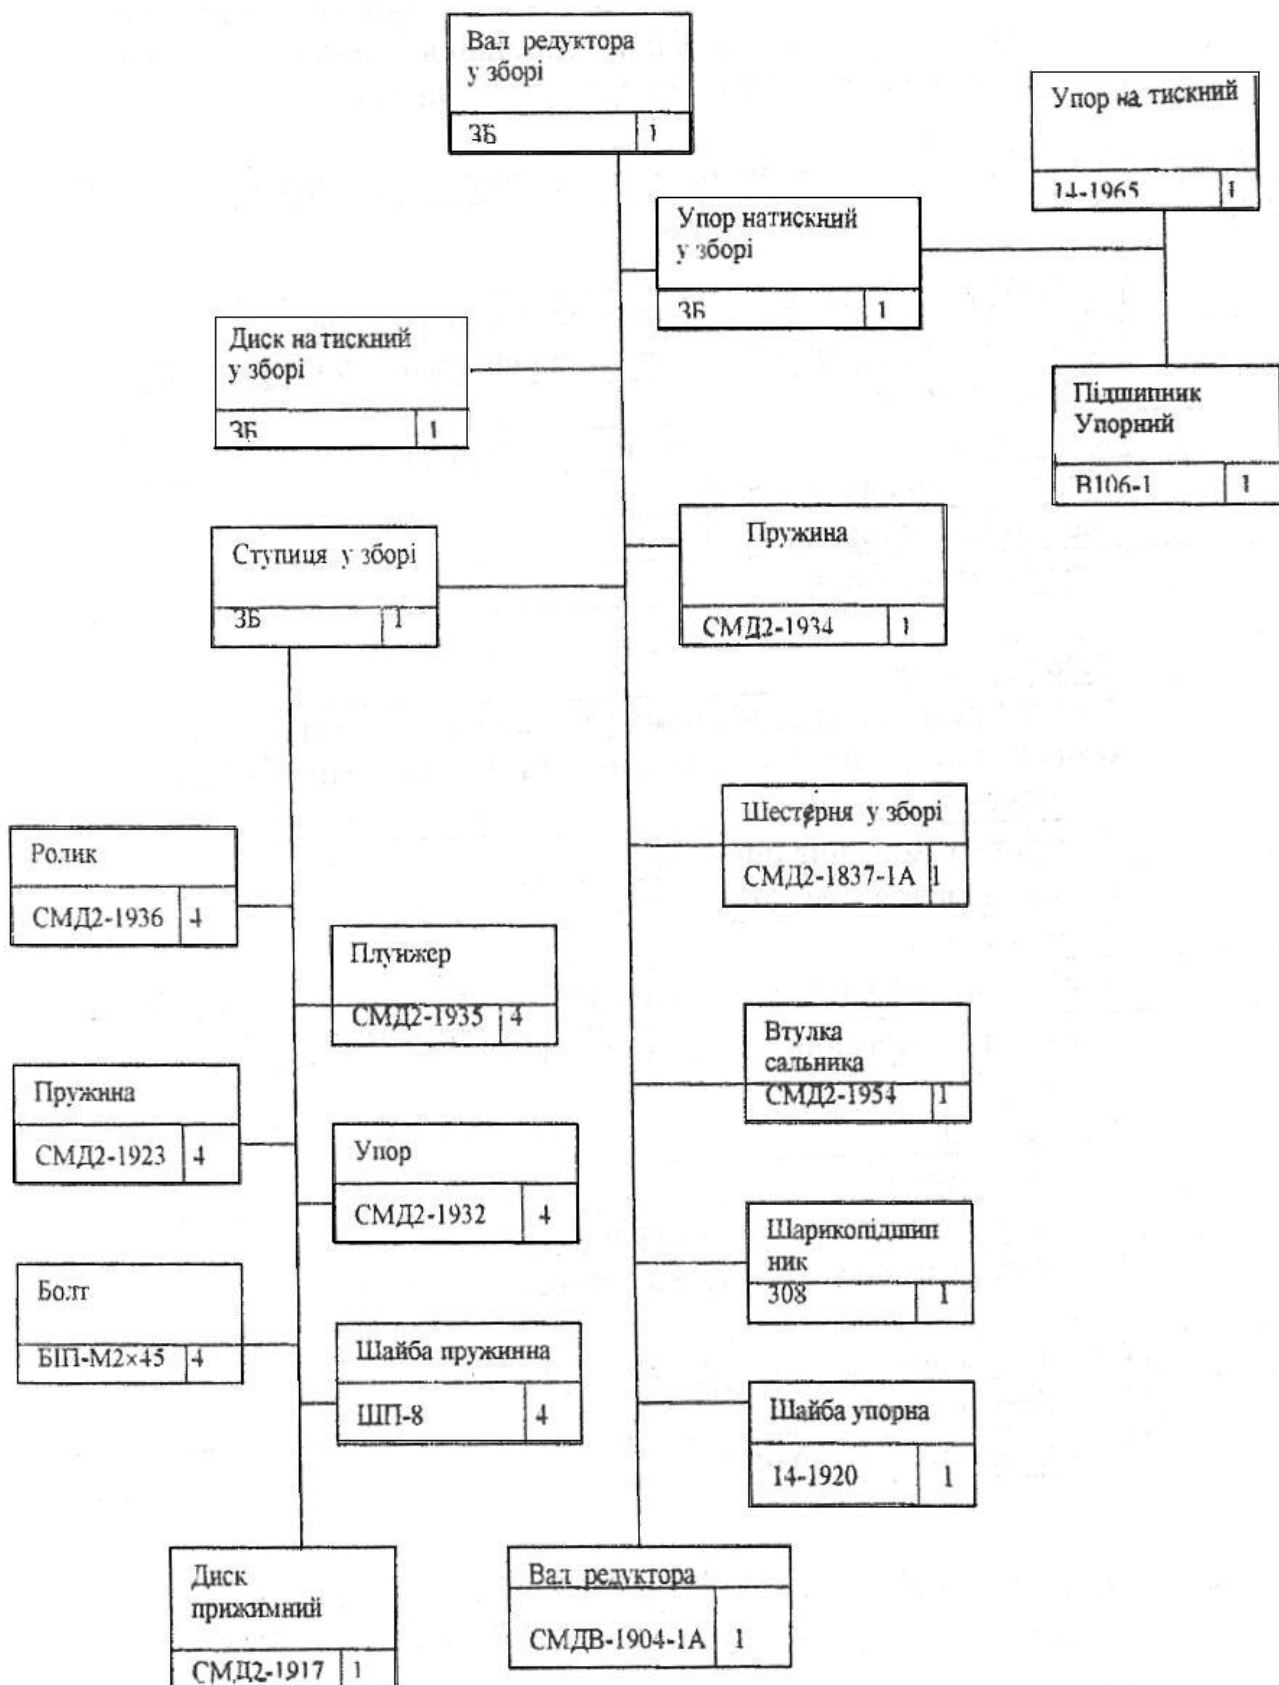 Вал редуктора
у зборі
ЗБ 1
Упор на тискний
14-1965 1
Упор натискний
у зборі
ЗБ 1
Диск натискний
у зборі
ЗБ 1
Підшипник
Упорний
В106-1 1
Ступиця у зборі
ЗБ 1
Пружина
СМД2-1934 1
Шестерня у зборі
СМД2-1837-1А 1
Ролик
СМД2-1936 4
Плунжер
СМД2-1935 4
Втулка
сальника
СМД2-1954 1
Пружина
СМД2-1923 4
Упор
СМД2-1932 4
Шарикопідшип
ник
308 1
Болт
БІП-М2×45 4
Шайба пружинна
ШП-8 4
Шайба упорна
14-1920 1
Диск
прижимний
СМД2-1917 1
Вал редуктора
СМДВ-1904-1А 1